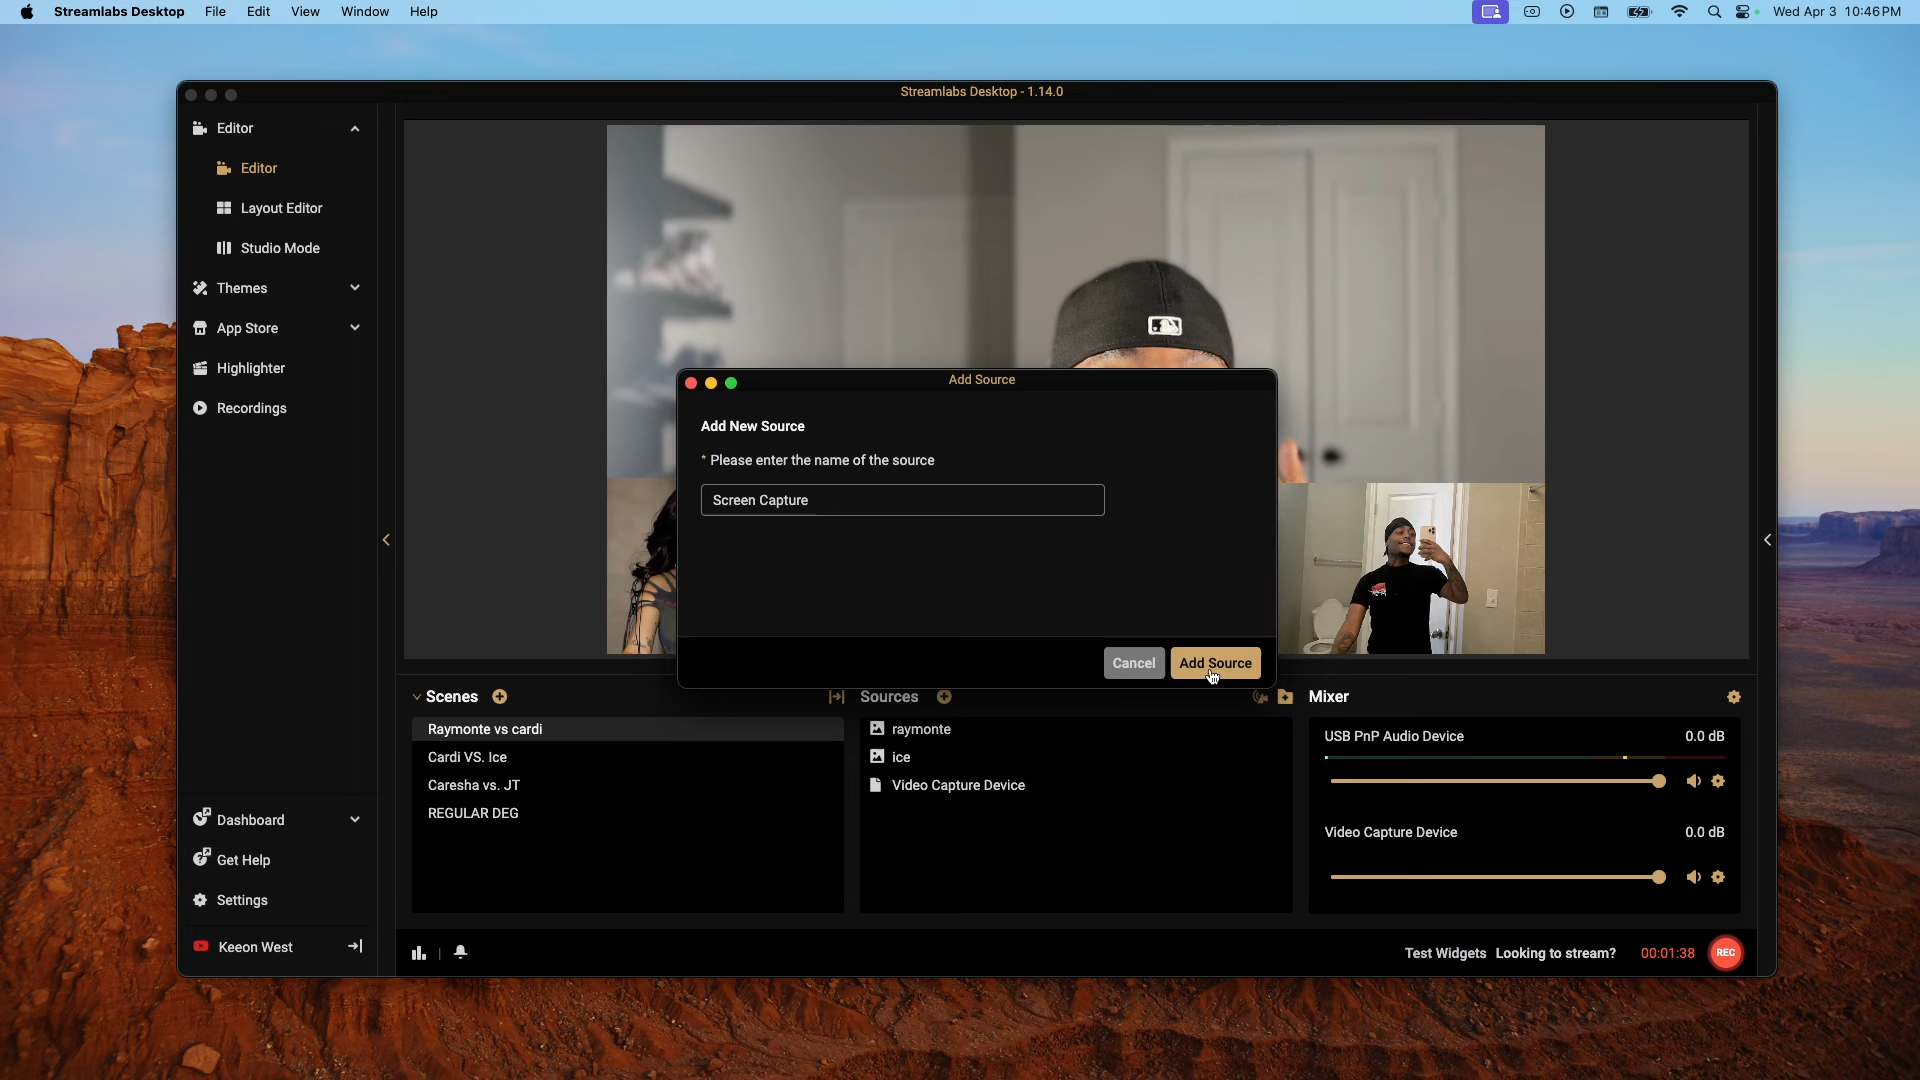 Streamlabs Desktop File Edit View Window Help
Wed Apr 3 10:46 PM
Streamlabs Desktop - 1.14.0
Editor
Editor
Layout Editor
Studio Mode
Themes
App Store
Highlighter
Recordings
Dashboard
Get Help
Settings
Keeon West
Add Source
Add New Source
* Please enter the name of the source
Screen Capture
Cancel
Add Source
Scenes
Raymonte vs cardi
Cardi VS. Ice
Caresha vs. JT
REGULAR DEG
Sources
raymonte
ice
Video Capture Device
Mixer
USB PnP Audio Device 0.0 dB
Video Capture Device 0.0 dB
Test Widgets Looking to stream? 00:01:38 REC